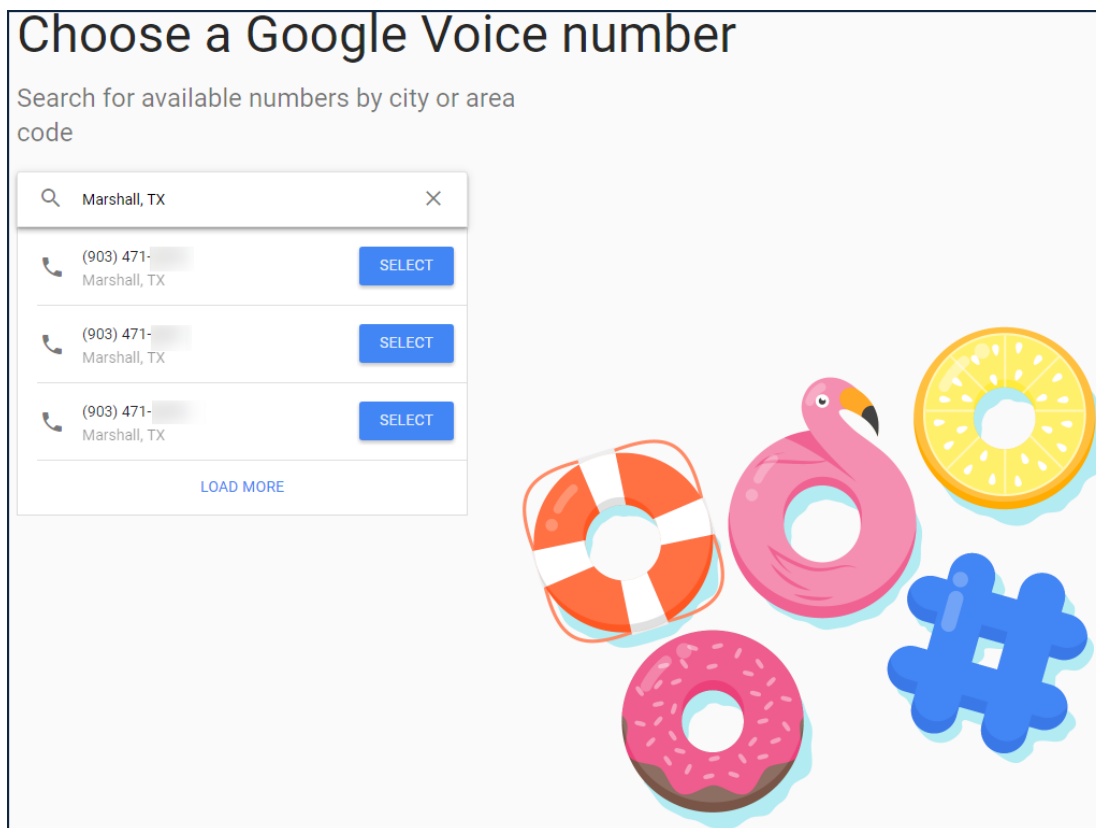 Choose a Google Voice number
Search for available numbers by city or area
code
Marshall, TX
(903) 471-
Marshall, TX
SELECT
(903) 471-
Marshall, TX
SELECT
(903) 471-
Marshall, TX
SELECT
LOAD MORE